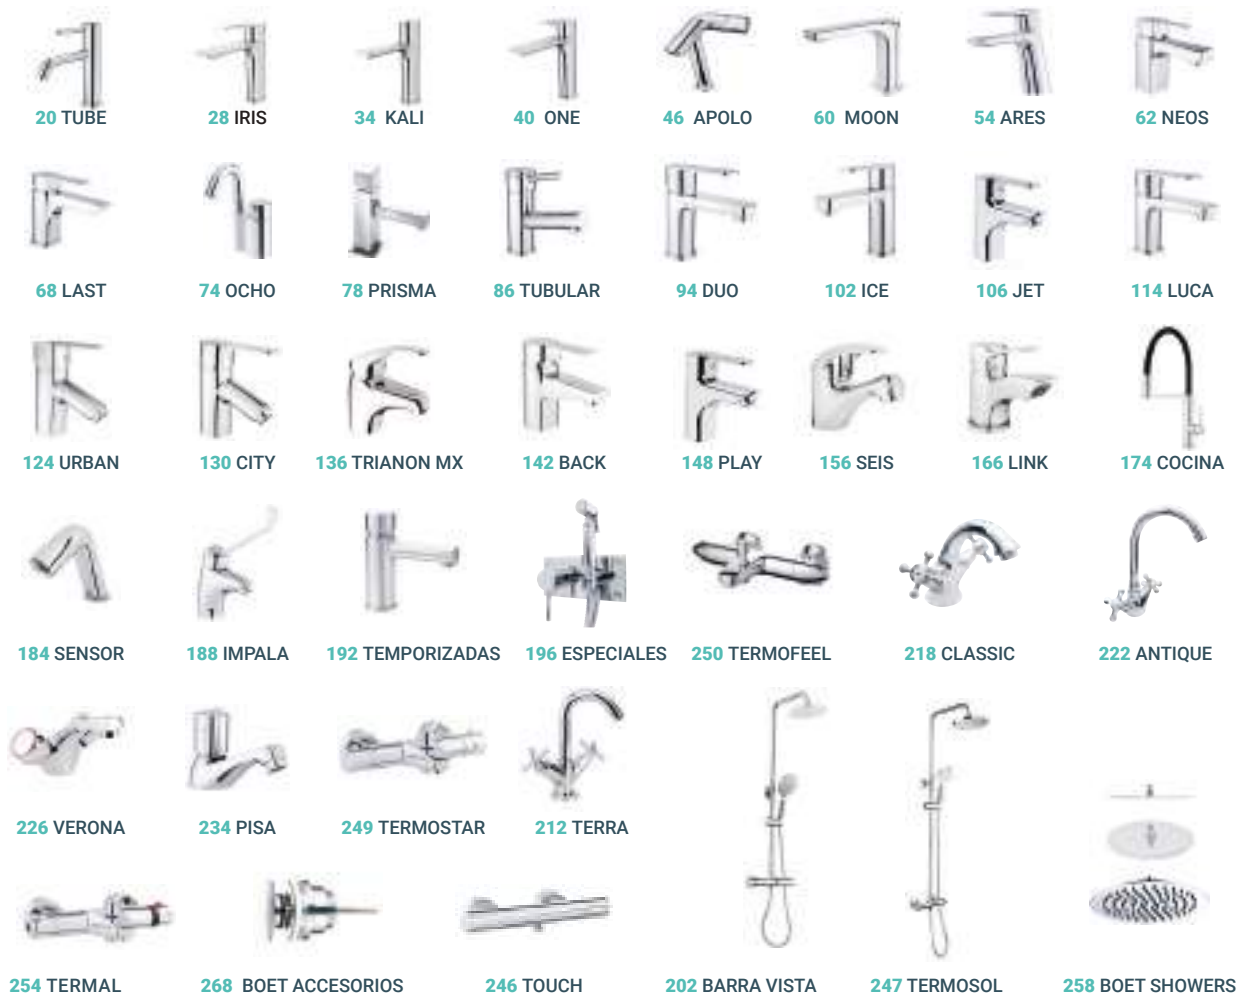 20 TUBE
28 IRIS
34 KALI
40 ONE
46 APOLO
60 MOON
54 ARES
62 NEOS
68 LAST
74 OCHO
78 PRISMA
86 TUBULAR
94 DUO
102 ICE
106 JET
114 LUCA
124 URBAN
130 CITY
136 TRIANON MX
142 BACK
148 PLAY
156 SEIS
166 LINK
174 COCINA
184 SENSOR
188 IMPALA
192 TEMPORIZADAS
196 ESPECIALES
250 TERMOFEEL
218 CLASSIC
222 ANTIQUE
226 VERONA
234 PISA
249 TERMOSTAR
212 TERRA
254 TERMAL
268 BOET ACCESORIOS
246 TOUCH
202 BARRA VISTA
247 TERMOSOL
258 BOET SHOWERS